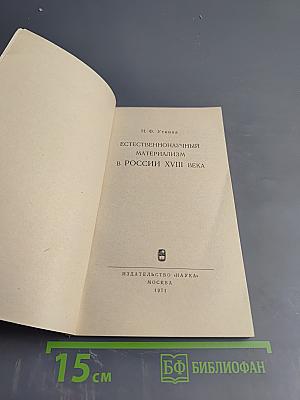 Н. Ф. Уткина
ЕСТЕСТВЕННОНАУЧНЫЙ
МАТЕРИАЛИЗМ
В РОССИИ XVIII ВЕКА
ИЗДАТЕЛЬСТВО «НАУКА»
МОСКВА
1971
15 см
БФ БИБЛИОФАН